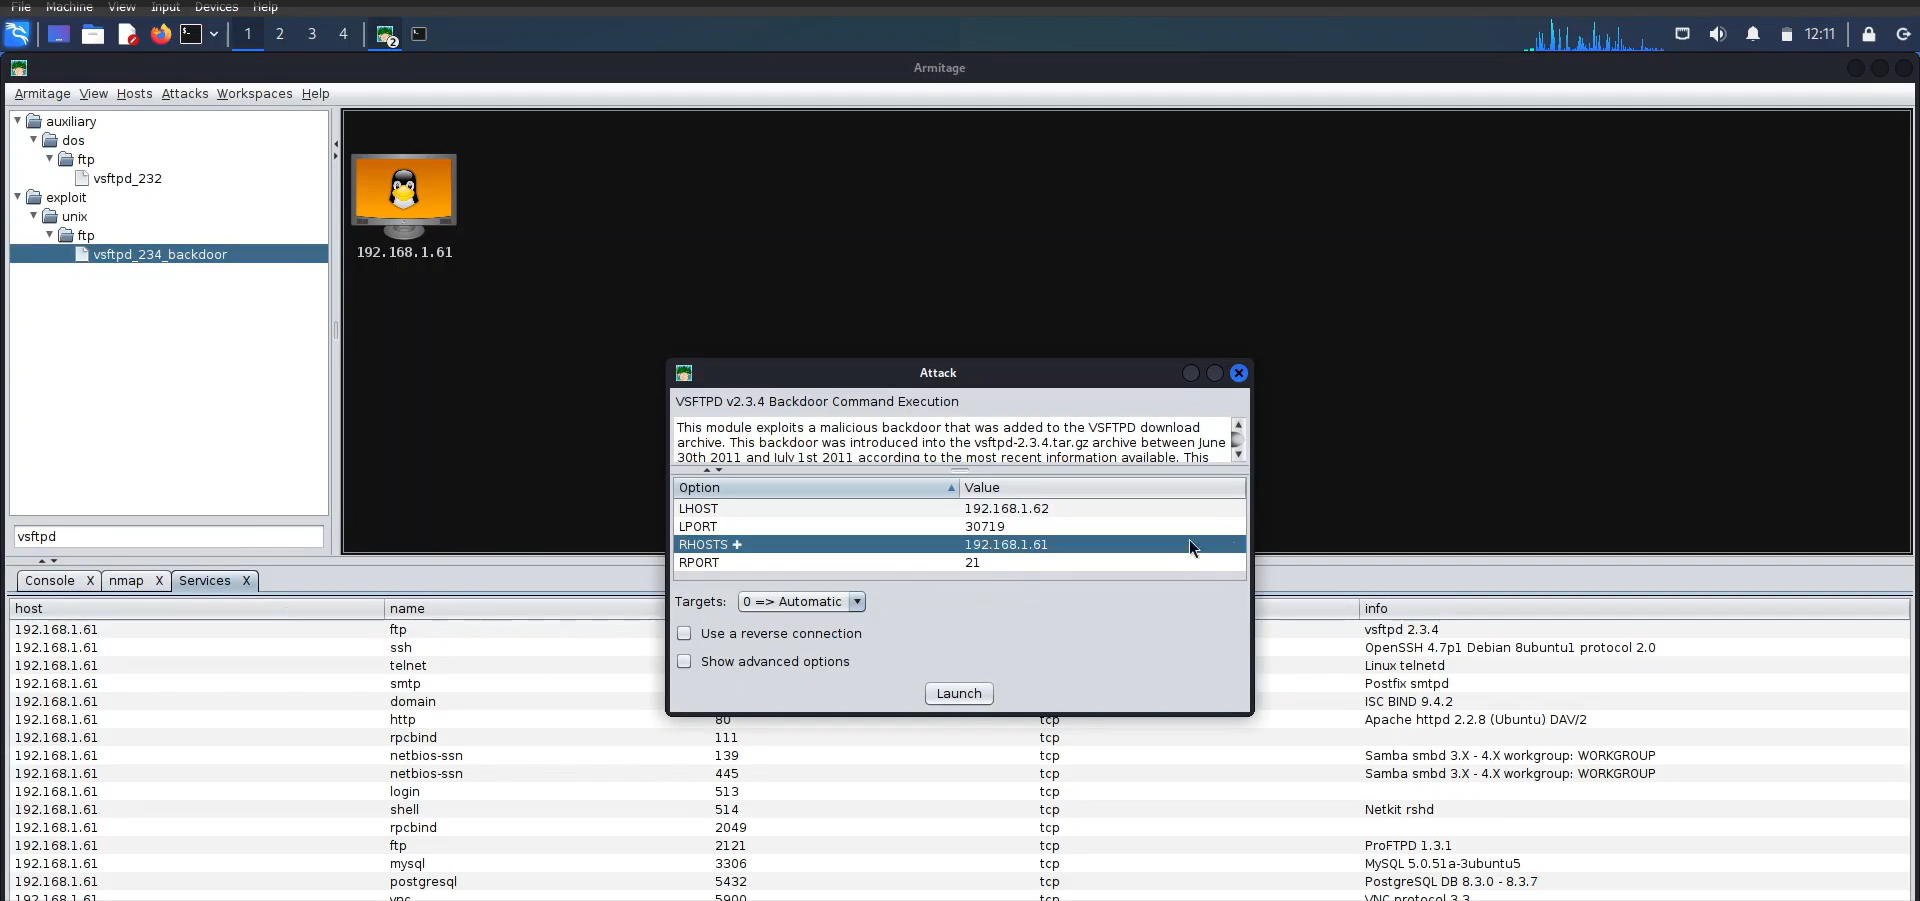 File Machine View Input Devices Help
1 2 3 4 2 12:11
Armitage
Armitage View Hosts Attacks Workspaces Help
auxiliary
dos
ftp
vsftpd_232
exploit
unix
ftp
vsftpd_234_backdoor
vsftpd
192.168.1.61
Attack
VSFTPD v2.3.4 Backdoor Command Execution
This module exploits a malicious backdoor that was added to the VSFTPD download
archive. This backdoor was introduced into the vsftpd-2.3.4.tar.gz archive between June
30th 2011 and July 1st 2011 according to the most recent information available. This
Option Value
LHOST 192.168.1.62
LPORT 30719
RHOSTS ✚ 192.168.1.61
RPORT 21
Targets: 0 => Automatic
Use a reverse connection
Show advanced options
Launch
Console X nmap X Services X
host name info
192.168.1.61 ftp vsftpd 2.3.4
192.168.1.61 ssh OpenSSH 4.7p1 Debian 8ubuntu1 protocol 2.0
192.168.1.61 telnet Linux telnetd
192.168.1.61 smtp Postfix smtpd
192.168.1.61 domain ISC BIND 9.4.2
192.168.1.61 http 80 tcp Apache httpd 2.2.8 (Ubuntu) DAV/2
192.168.1.61 rpcbind 111 tcp
192.168.1.61 netbios-ssn 139 tcp Samba smbd 3.X - 4.X workgroup: WORKGROUP
192.168.1.61 netbios-ssn 445 tcp Samba smbd 3.X - 4.X workgroup: WORKGROUP
192.168.1.61 login 513 tcp
192.168.1.61 shell 514 tcp Netkit rshd
192.168.1.61 rpcbind 2049 tcp
192.168.1.61 ftp 2121 tcp ProFTPD 1.3.1
192.168.1.61 mysql 3306 tcp MySQL 5.0.51a-3ubuntu5
192.168.1.61 postgresql 5432 tcp PostgreSQL DB 8.3.0 - 8.3.7
192.168.1.61 vnc 5900 tcp VNC protocol 3.3